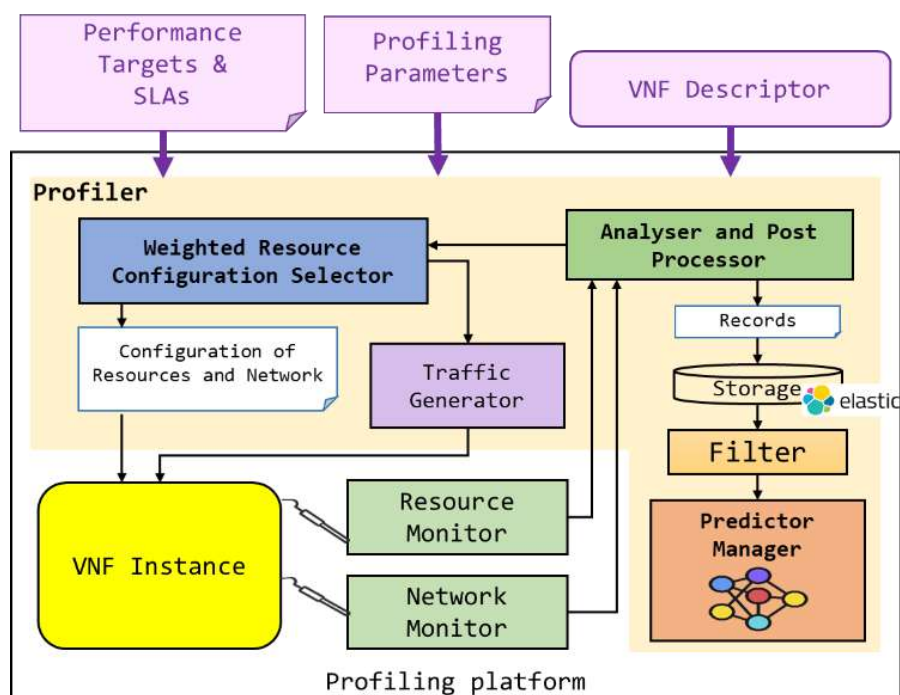 Performance
Targets &
SLAs
Profiling
Parameters
VNF Descriptor
Profiler
Weighted Resource
Configuration Selector
Analyser and Post
Processor
Records
Configuration of
Resources and Network
Traffic
Generator
Storage
elastic
Filter
VNF Instance
Resource
Monitor
Predictor
Manager
Network
Monitor
Profiling platform